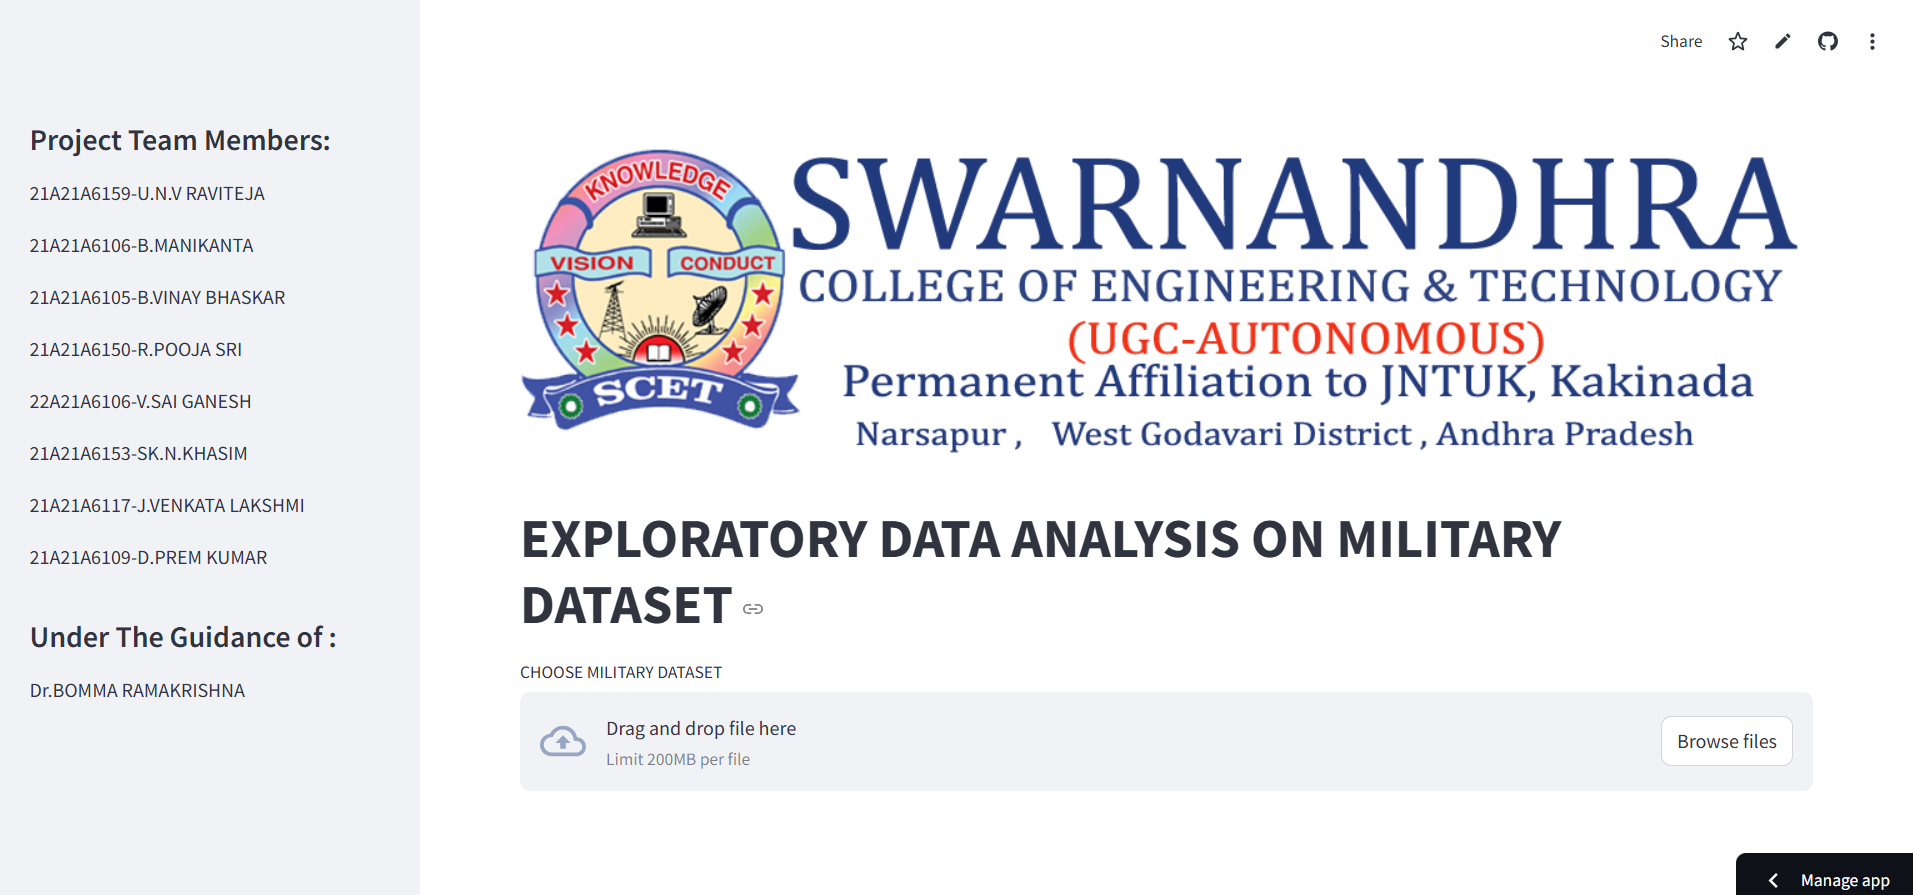 Share
Project Team Members:
21A21A6159-U.N.V RAVITEJA
21A21A6106-B.MANIKANTA
21A21A6105-B.VINAY BHASKAR
21A21A6150-R.POOJA SRI
22A21A6106-V.SAI GANESH
21A21A6153-SK.N.KHASIM
21A21A6117-J.VENKATA LAKSHMI
21A21A6109-D.PREM KUMAR
Under The Guidance of :
Dr.BOMMA RAMAKRISHNA
KNOWLEDGE
VISION
CONDUCT
SCET
SWARNANDHRA
COLLEGE OF ENGINEERING & TECHNOLOGY
(UGC-AUTONOMOUS)
Permanent Affiliation to JNTUK, Kakinada
Narsapur , West Godavari District , Andhra Pradesh
EXPLORATORY DATA ANALYSIS ON MILITARY
DATASET
CHOOSE MILITARY DATASET
Drag and drop file here
Limit 200MB per file
Browse files
Manage app